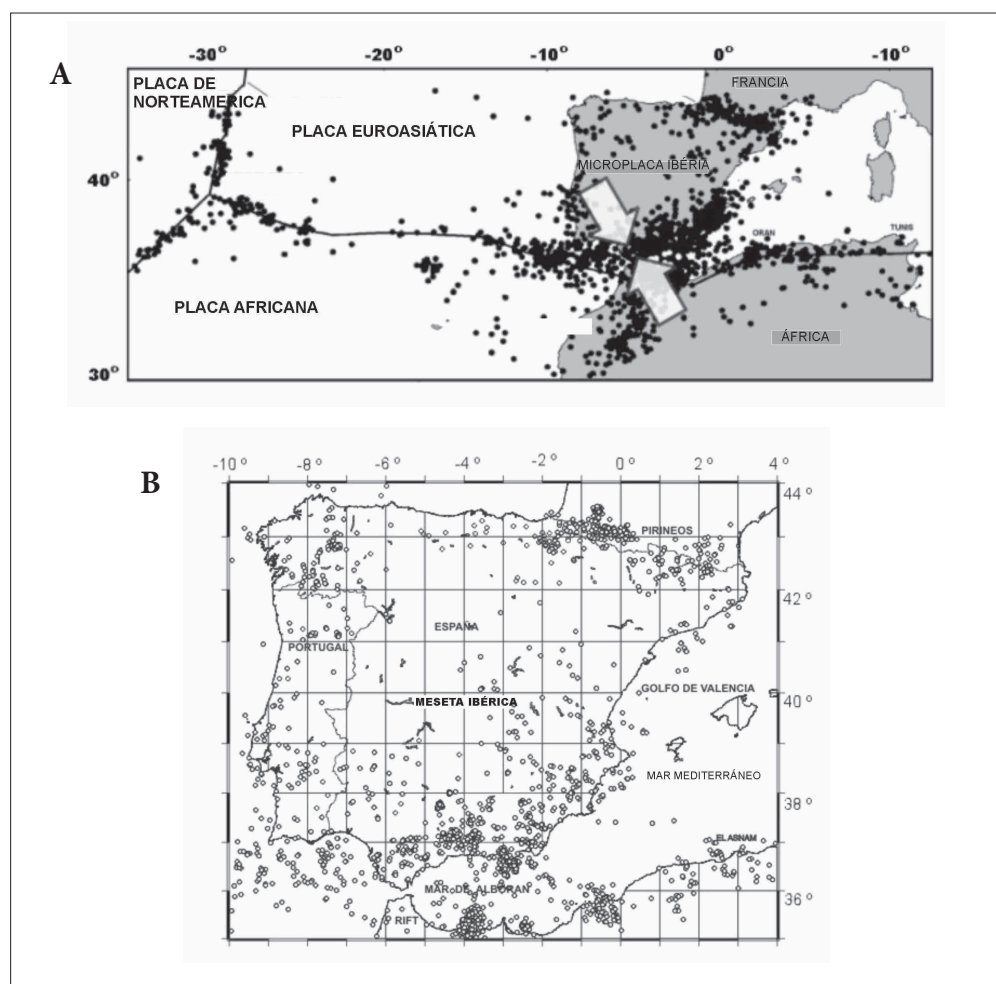 A
-30° -20° -10° 0° -10°
PLACA DE
NORTEAMERICA
PLACA EUROASIÁTICA
FRANCIA
MICROPLACA IBÉRIA
40°
ORAN
TUNIS
PLACA AFRICANA
ÁFRICA
30°
B
-10° -8° -6° -4° -2° 0° 2° 4°
44°
PIRINEOS
42°
ESPAÑA
PORTUGAL
GOLFO DE VALENCIA
40°
MESETA IBÉRICA
MAR MEDITERRÁNEO
38°
ELASNAM
MAR DE ALBORAN
36°
RIFT